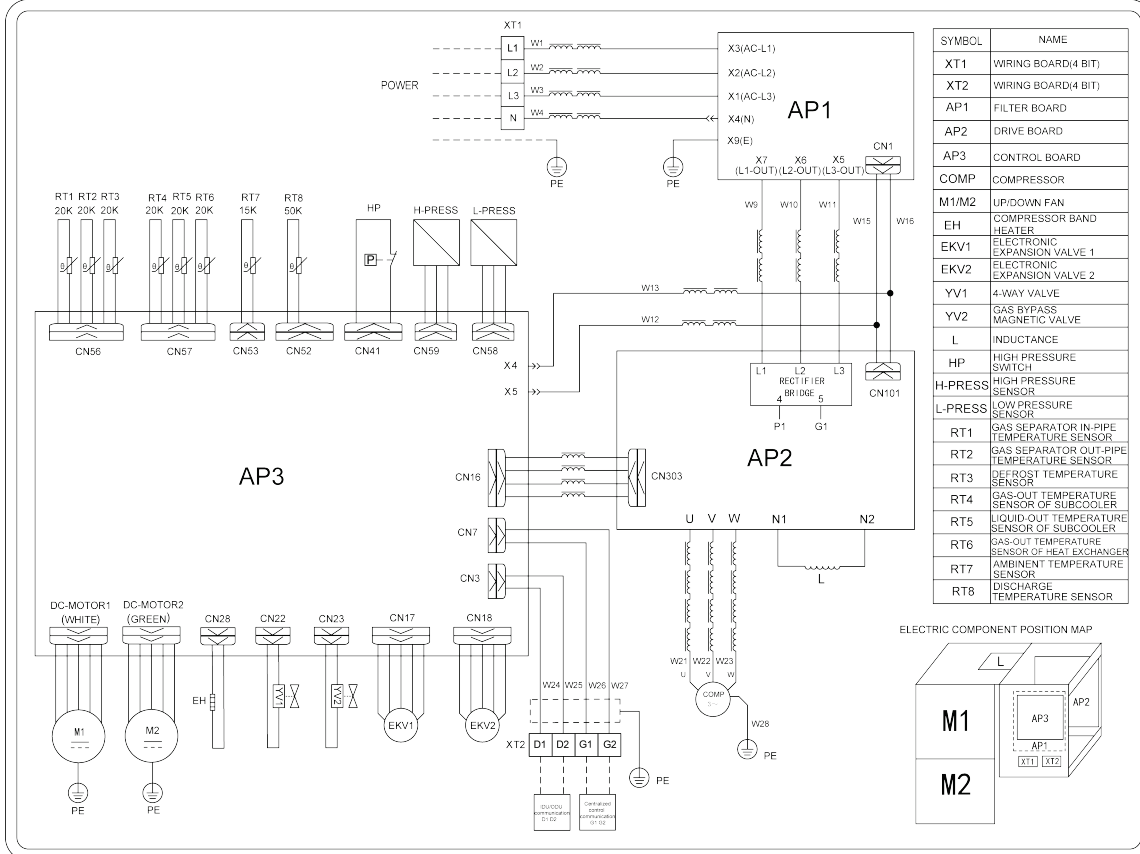 XT1
POWER
L1 W1 X3(AC-L1)
L2 W2 X2(AC-L2)
L3 W3 X1(AC-L3)
N W4 X4(N)
X9(E)
AP1
CN1
PE
PE
X7 X6 X5
(L1-OUT) (L2-OUT) (L3-OUT)
W9 W10 W11 W15 W16
RT1 RT2 RT3 RT4 RT5 RT6 RT7 RT8 HP H-PRESS L-PRESS
20K 20K 20K 20K 20K 20K 15K 50K
θ θ θ θ θ θ θ θ P
W13
W12
CN56 CN57 CN53 CN52 CN41 CN59 CN58
X4
X5
L1 L2 L3
RECTIFIER
BRIDGE
4 5
P1 G1
CN101
AP3
CN16
CN303
AP2
CN7
CN3
U V W N1 N2
L
DC-MOTOR1 DC-MOTOR2
(WHITE) (GREEN)
CN28 CN22 CN23 CN17 CN18
M1 M2 EH YV1 YV2 EKV1 EKV2
PE PE
W24 W25 W26 W27
XT2 D1 D2 G1 G2
PE
IDU/ODU
communication
D1 D2
Centralized
control
communication
G1 G2
W21 W22 W23
U V W
COMP
W28
PE
SYMBOL NAME
XT1 WIRING BOARD(4 BIT)
XT2 WIRING BOARD(4 BIT)
AP1 FILTER BOARD
AP2 DRIVE BOARD
AP3 CONTROL BOARD
COMP COMPRESSOR
M1/M2 UP/DOWN FAN
EH COMPRESSOR BAND
HEATER
EKV1 ELECTRONIC
EXPANSION VALVE 1
EKV2 ELECTRONIC
EXPANSION VALVE 2
YV1 4-WAY VALVE
YV2 GAS BYPASS
MAGNETIC VALVE
L INDUCTANCE
HP HIGH PRESSURE
SWITCH
H-PRESS HIGH PRESSURE
SENSOR
L-PRESS LOW PRESSURE
SENSOR
RT1 GAS SEPARATOR IN-PIPE
TEMPERATURE SENSOR
RT2 GAS SEPARATOR OUT-PIPE
TEMPERATURE SENSOR
RT3 DEFROST TEMPERATURE
SENSOR
RT4 GAS-OUT TEMPERATURE
SENSOR OF SUBCOOLER
RT5 LIQUID-OUT TEMPERATURE
SENSOR OF SUBCOOLER
RT6 GAS-OUT TEMPERATURE
SENSOR OF HEAT EXCHANGER
RT7 AMBINENT TEMPERATURE
SENSOR
RT8 DISCHARGE
TEMPERATURE SENSOR
ELECTRIC COMPONENT POSITION MAP
L
M1
M2
AP3
AP2
AP1
XT1 XT2